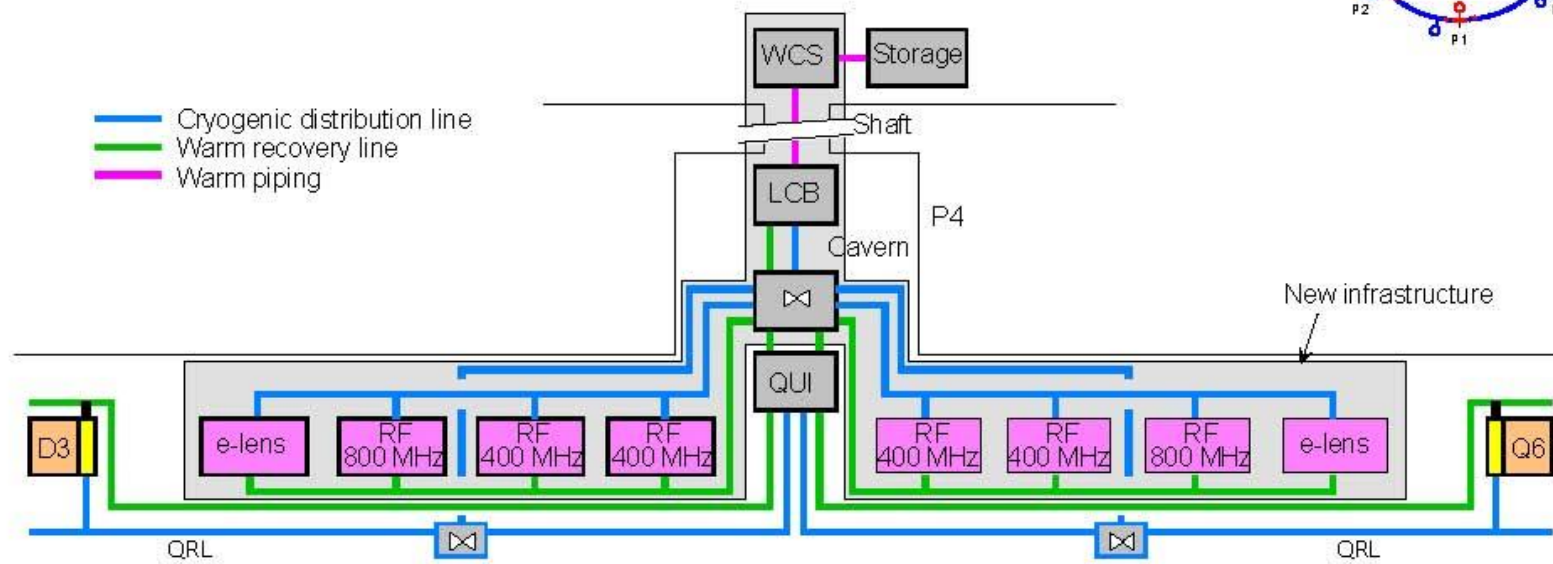 P2
P1
WCS
Storage
Cryogenic distribution line
Warm recovery line
Warm piping
Shaft
LCB
P4
Cavern
New infrastructure
QUI
D3
e-lens
RF
800 MHz
RF
400 MHz
RF
400 MHz
RF
400 MHz
RF
400 MHz
RF
800 MHz
e-lens
Q6
QRL
QRL